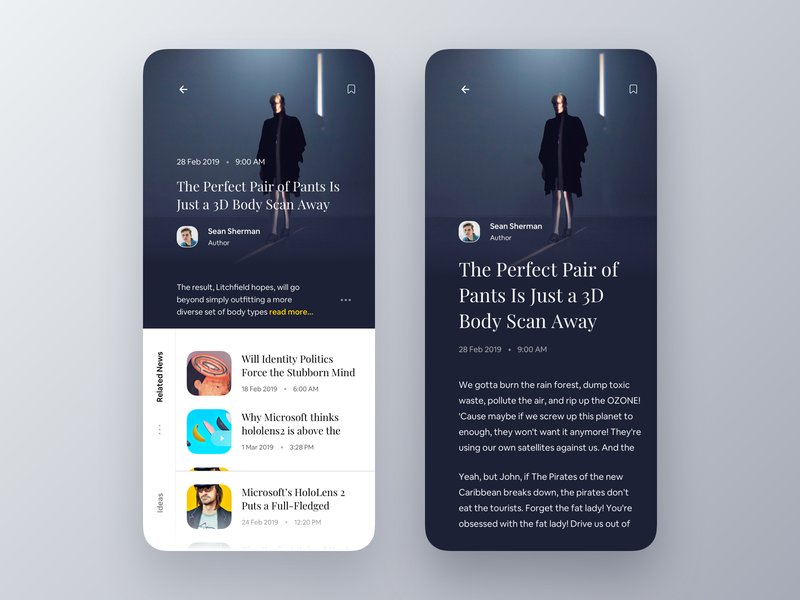 28 Feb 2019 • 9:00 AM
The Perfect Pair of Pants Is
Just a 3D Body Scan Away
Sean Sherman
Author
The result, Litchfield hopes, will go
beyond simply outfitting a more
diverse set of body types read more...
Related News
Will Identity Politics
Force the Stubborn Mind
18 Feb 2019 • 6:00 AM
Why Microsoft thinks
hololens2 is above the
1 Mar 2019 • 3:28 PM
Ideas
Microsoft's HoloLens 2
Puts a Full-Fledged
24 Feb 2019 • 12:20 PM
Sean Sherman
Author
The Perfect Pair of
Pants Is Just a 3D
Body Scan Away
28 Feb 2019 • 9:00 AM
We gotta burn the rain forest, dump toxic
waste, pollute the air, and rip up the OZONE!
'Cause maybe if we screw up this planet to
enough, they won't want it anymore! They're
using our own satellites against us. And the
Yeah, but John, if The Pirates of the new
Caribbean breaks down, the pirates don't
eat the tourists. Forget the fat lady! You're
obsessed with the fat lady! Drive us out of